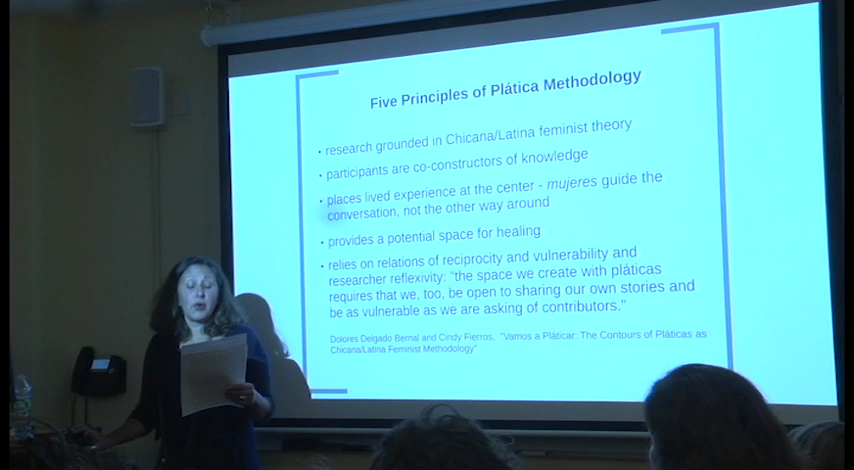 Five Principles of Plática Methodology
• research grounded in Chicana/Latina feminist theory
• participants are co-constructors of knowledge
• places lived experience at the center - mujeres guide the
conversation, not the other way around
• provides a potential space for healing
• relies on relations of reciprocity and vulnerability and
researcher reflexivity: "the space we create with pláticas
requires that we, too, be open to sharing our own stories and
be as vulnerable as we are asking of contributors."
Dolores Delgado Bernal and Cindy Fierros, "Vamos a Pláticar: The Contours of Pláticas as
Chicana/Latina Feminist Methodology"